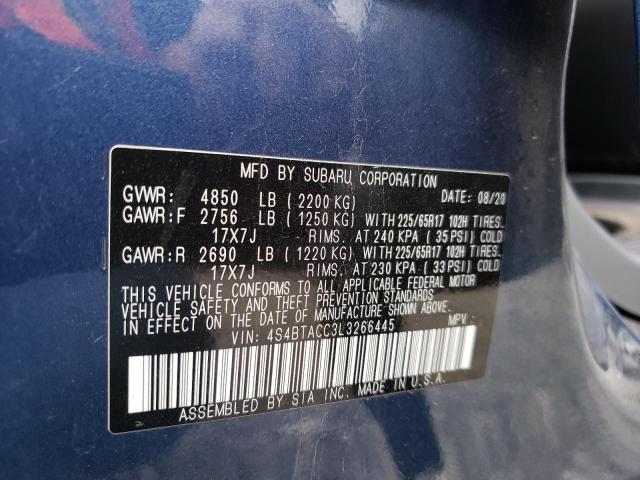 MFD BY SUBARU CORPORATION
GVWR: 4850 LB (2200 KG) DATE: 08/20
GAWR:F 2756 LB (1250 KG) WITH 225/65R17 102H TIRES.
17X7J RIMS. AT 240 KPA (35 PSI) COLD
GAWR:R 2690 LB (1220 KG) WITH 225/65R17 102H TIRES.
17X7J RIMS. AT 230 KPA (33 PSI) COLD
THIS VEHICLE CONFORMS TO ALL APPLICABLE FEDERAL MOTOR
VEHICLE SAFETY AND THEFT PREVENTION STANDARDS
IN EFFECT ON THE DATE OF MANUFACTURE SHOWN ABOVE.
VIN: 4S4BTACC3L3266445 MPV
ASSEMBLED BY SIA INC. MADE IN U.S.A.